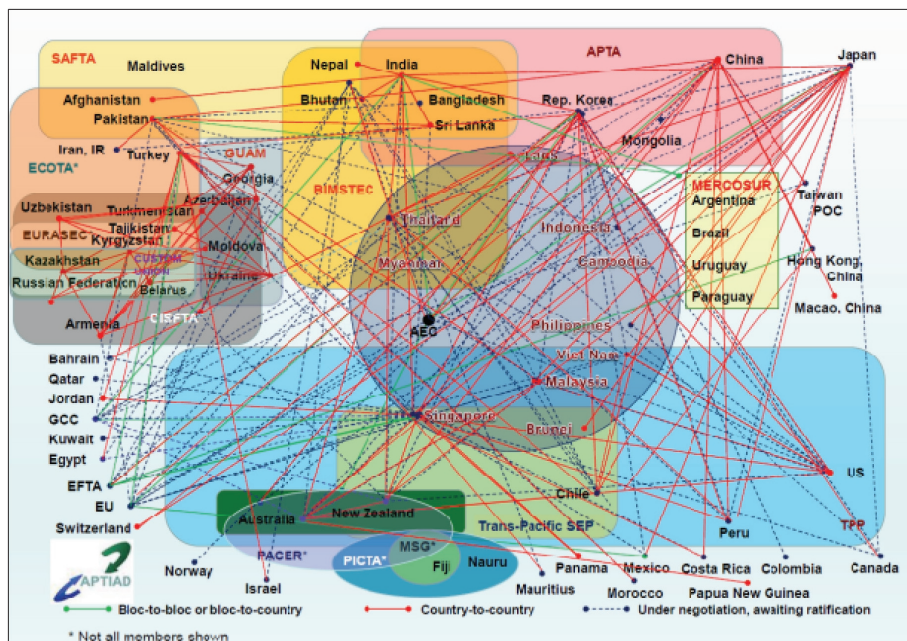 SAFTA
Maldives
Nepal
India
APTA
China
Japan
Afghanistan
Pakistan
Bhutan
Bangladesh
Sri Lanka
Rep. Korea
Mongolia
Iran, IR
Turkey
ECOTA*
GUAM
Georgia
Laos
BIMSTEC
MERCOSUR
Argentina
Brazil
Uruguay
Paraguay
Taiwan
POC
Uzbekistan
Turkmenistan
Azerbaijan
Tajikistan
EURASEC
Kyrgyzstan
Moldova
Thailand
Indonesia
Kazakhstan
CUSTOM
UNION
Myanmar
Cambodia
Hong Kong,
China
Russian Federation
Belarus
Ukraine
Macao, China
Armenia
CISFTA
AEC
Philippines
Viet Nam
Malaysia
Bahrain
Qatar
Jordan
GCC
Kuwait
Egypt
EFTA
EU
Switzerland
Singapore
Brunei
Chile
US
Australia
New Zealand
Trans-Pacific SEP
Peru
TPP
PACER*
PICTA*
MSG*
Fiji
Nauru
APTIAD
Norway
Israel
Mauritius
Panama
Morocco
Mexico
Costa Rica
Papua New Guinea
Colombia
Canada
Bloc-to-bloc or bloc-to-country
Country-to-country
Under negotiation, awaiting ratification
* Not all members shown